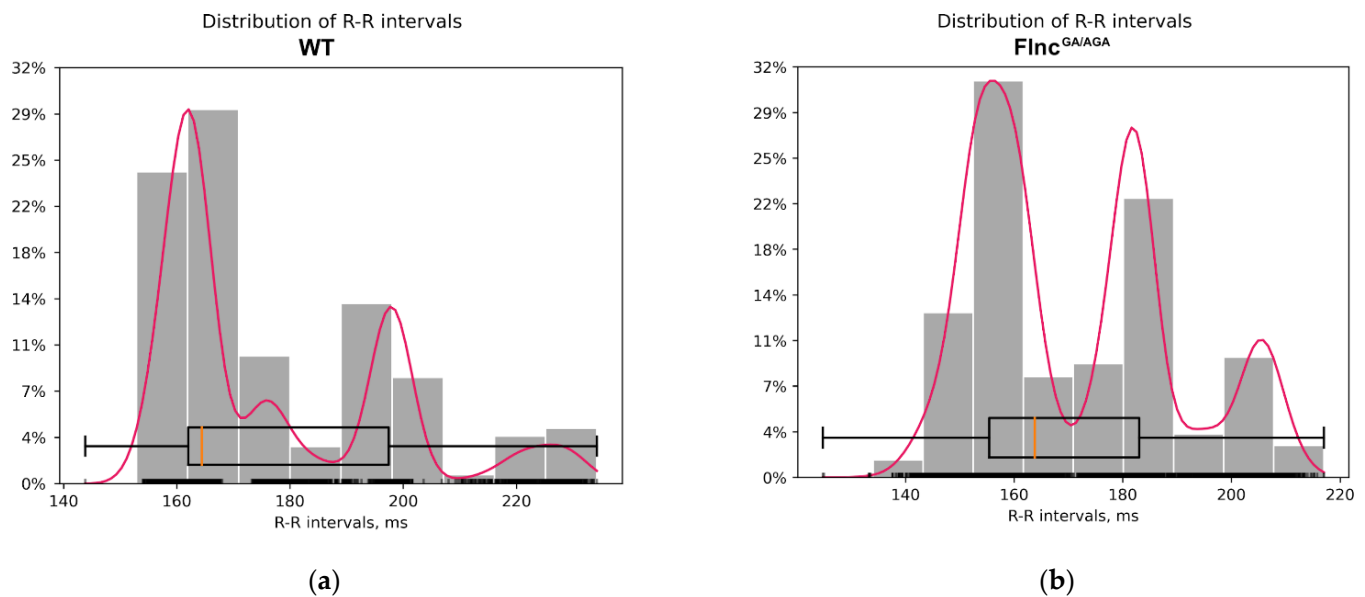 Distribution of R-R intervals
WT
32%
29%
25%
22%
18%
14%
11%
7%
4%
0%
140 160 180 200 220
R-R intervals, ms
(a)
Distribution of R-R intervals
Flnc^GA/AGA
32%
29%
25%
22%
18%
14%
11%
7%
4%
0%
140 160 180 200 220
R-R intervals, ms
(b)